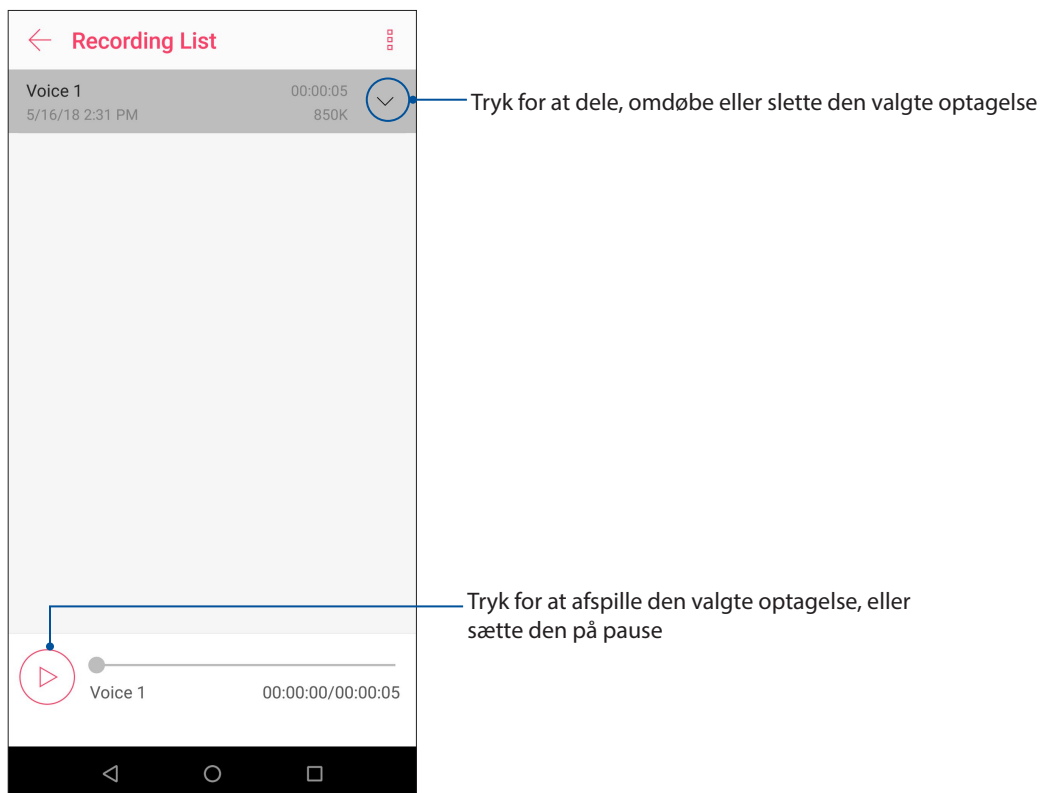 Recording List
Voice 1
00:00:05
5/16/18 2:31 PM
850K
Tryk for at dele, omdøbe eller slette den valgte optagelse
Tryk for at afspille den valgte optagelse, eller
sætte den på pause
Voice 1
00:00:00/00:00:05